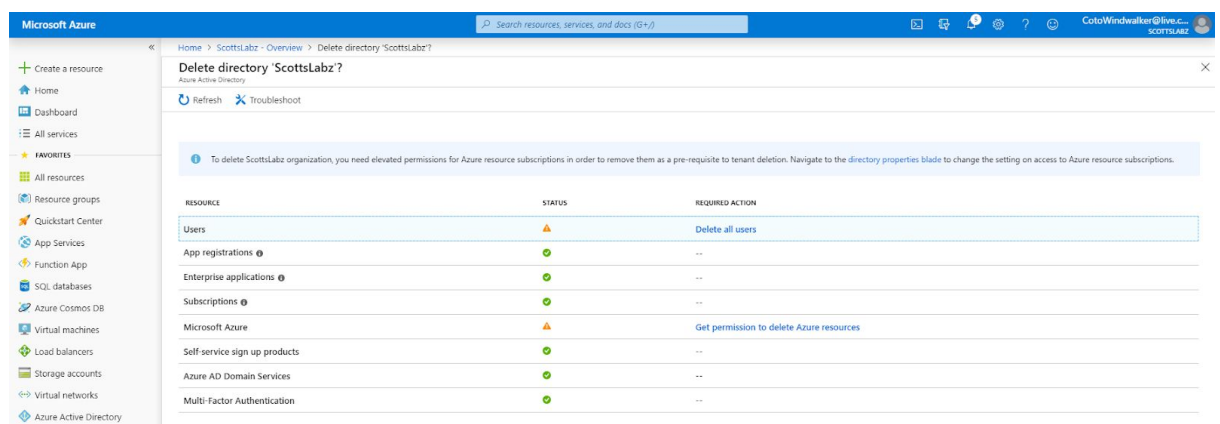 Microsoft Azure
Search resources, services, and docs (G+/)
5
CotoWindwalker@live.c...
SCOTTSLABZ
«
Create a resource
Home
Dashboard
All services
FAVORITES
All resources
Resource groups
Quickstart Center
App Services
Function App
SQL databases
Azure Cosmos DB
Virtual machines
Load balancers
Storage accounts
Virtual networks
Azure Active Directory
Home > ScottsLabz - Overview > Delete directory 'ScottsLabz'?
Delete directory 'ScottsLabz'?
Azure Active Directory
Refresh Troubleshoot
To delete ScottsLabz organization, you need elevated permissions for Azure resource subscriptions in order to remove them as a pre-requisite to tenant deletion. Navigate to the directory properties blade to change the setting on access to Azure resource subscriptions.
RESOURCE STATUS REQUIRED ACTION
Users Delete all users
App registrations --
Enterprise applications --
Subscriptions --
Microsoft Azure Get permission to delete Azure resources
Self-service sign up products --
Azure AD Domain Services --
Multi-Factor Authentication --